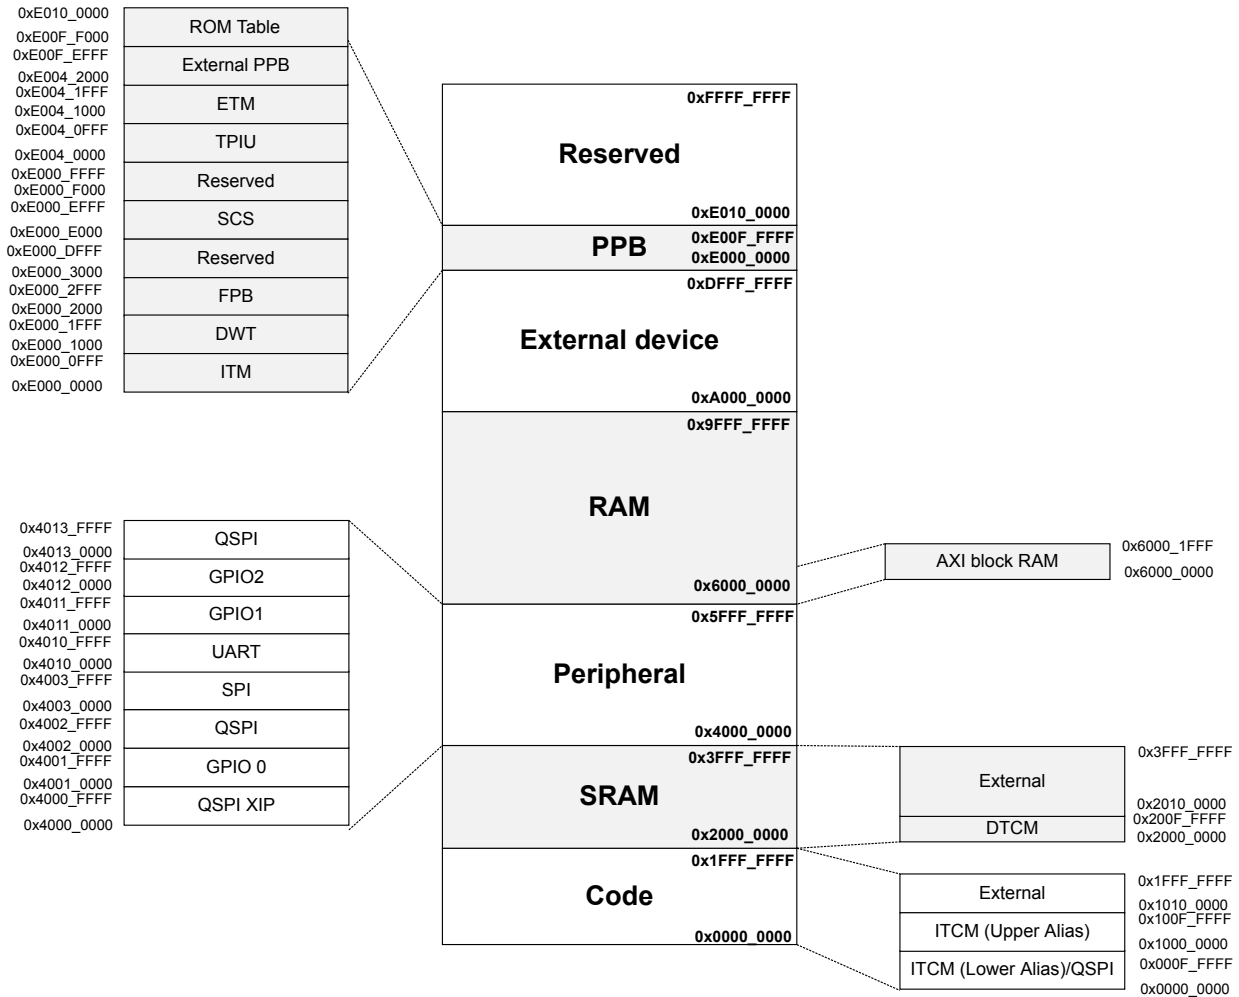 0xE010_0000
ROM Table
0xE00F_F000
0xE00F_EFFF
External PPB
0xE004_2000
0xE004_1FFF
ETM
0xE004_1000
0xE004_0FFF
TPIU
0xE004_0000
0xE000_FFFF
Reserved
0xE000_F000
0xE000_EFFF
SCS
0xE000_E000
0xE000_DFFF
Reserved
0xE000_3000
0xE000_2FFF
FPB
0xE000_2000
0xE000_1FFF
DWT
0xE000_1000
0xE000_0FFF
ITM
0xE000_0000
0x4013_FFFF
QSPI
0x4013_0000
0x4012_FFFF
GPIO2
0x4012_0000
0x4011_FFFF
GPIO1
0x4011_0000
0x4010_FFFF
UART
0x4010_0000
0x4003_FFFF
SPI
0x4003_0000
0x4002_FFFF
QSPI
0x4002_0000
0x4001_FFFF
GPIO 0
0x4001_0000
0x4000_FFFF
QSPI XIP
0x4000_0000
0xFFFF_FFFF
Reserved
0xE010_0000
PPB
0xE00F_FFFF
0xE000_0000
0xDFFF_FFFF
External device
0xA000_0000
0x9FFF_FFFF
RAM
0x6000_0000
0x5FFF_FFFF
Peripheral
0x4000_0000
0x3FFF_FFFF
SRAM
0x2000_0000
0x1FFF_FFFF
Code
0x0000_0000
AXI block RAM
0x6000_1FFF
0x6000_0000
0x3FFF_FFFF
External
0x2010_0000
0x200F_FFFF
DTCM
0x2000_0000
0x1FFF_FFFF
External
0x1010_0000
0x100F_FFFF
ITCM (Upper Alias)
0x1000_0000
0x000F_FFFF
ITCM (Lower Alias)/QSPI
0x0000_0000